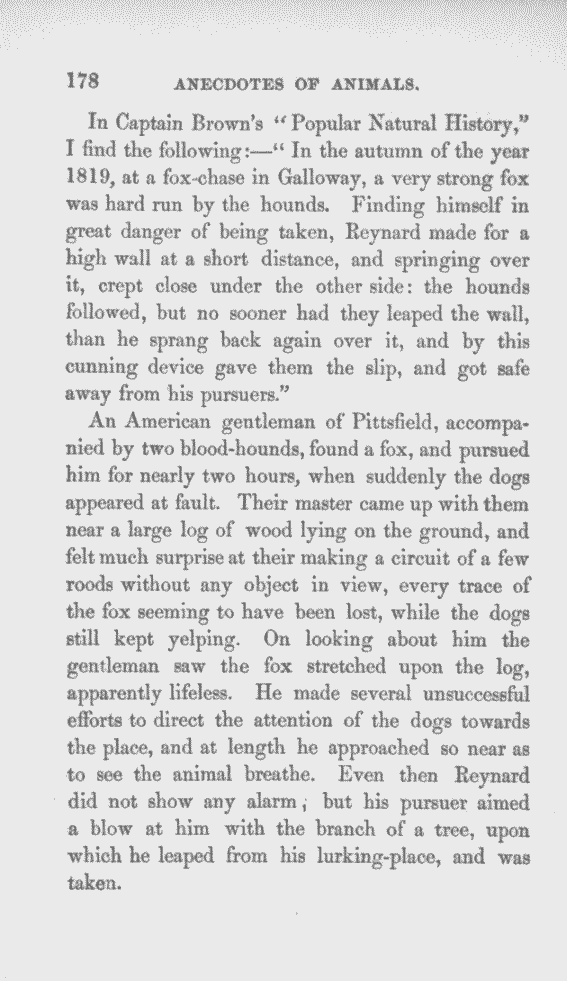 178 ANECDOTES OF ANIMALS.
In Captain Brown's "Popular Natural History,"
I find the following:—"In the autumn of the year
1819, at a fox-chase in Galloway, a very strong fox
was hard run by the hounds. Finding himself in
great danger of being taken, Reynard made for a
high wall at a short distance, and springing over
it, crept close under the other side: the hounds
followed, but no sooner had they leaped the wall,
than he sprang back again over it, and by this
cunning device gave them the slip, and got safe
away from his pursuers."
An American gentleman of Pittsfield, accompa-
nied by two blood-hounds, found a fox, and pursued
him for nearly two hours, when suddenly the dogs
appeared at fault. Their master came up with them
near a large log of wood lying on the ground, and
felt much surprise at their making a circuit of a few
roods without any object in view, every trace of
the fox seeming to have been lost, while the dogs
still kept yelping. On looking about him the
gentleman saw the fox stretched upon the log,
apparently lifeless. He made several unsuccessful
efforts to direct the attention of the dogs towards
the place, and at length he approached so near as
to see the animal breathe. Even then Reynard
did not show any alarm; but his pursuer aimed
a blow at him with the branch of a tree, upon
which he leaped from his lurking-place, and was
taken.